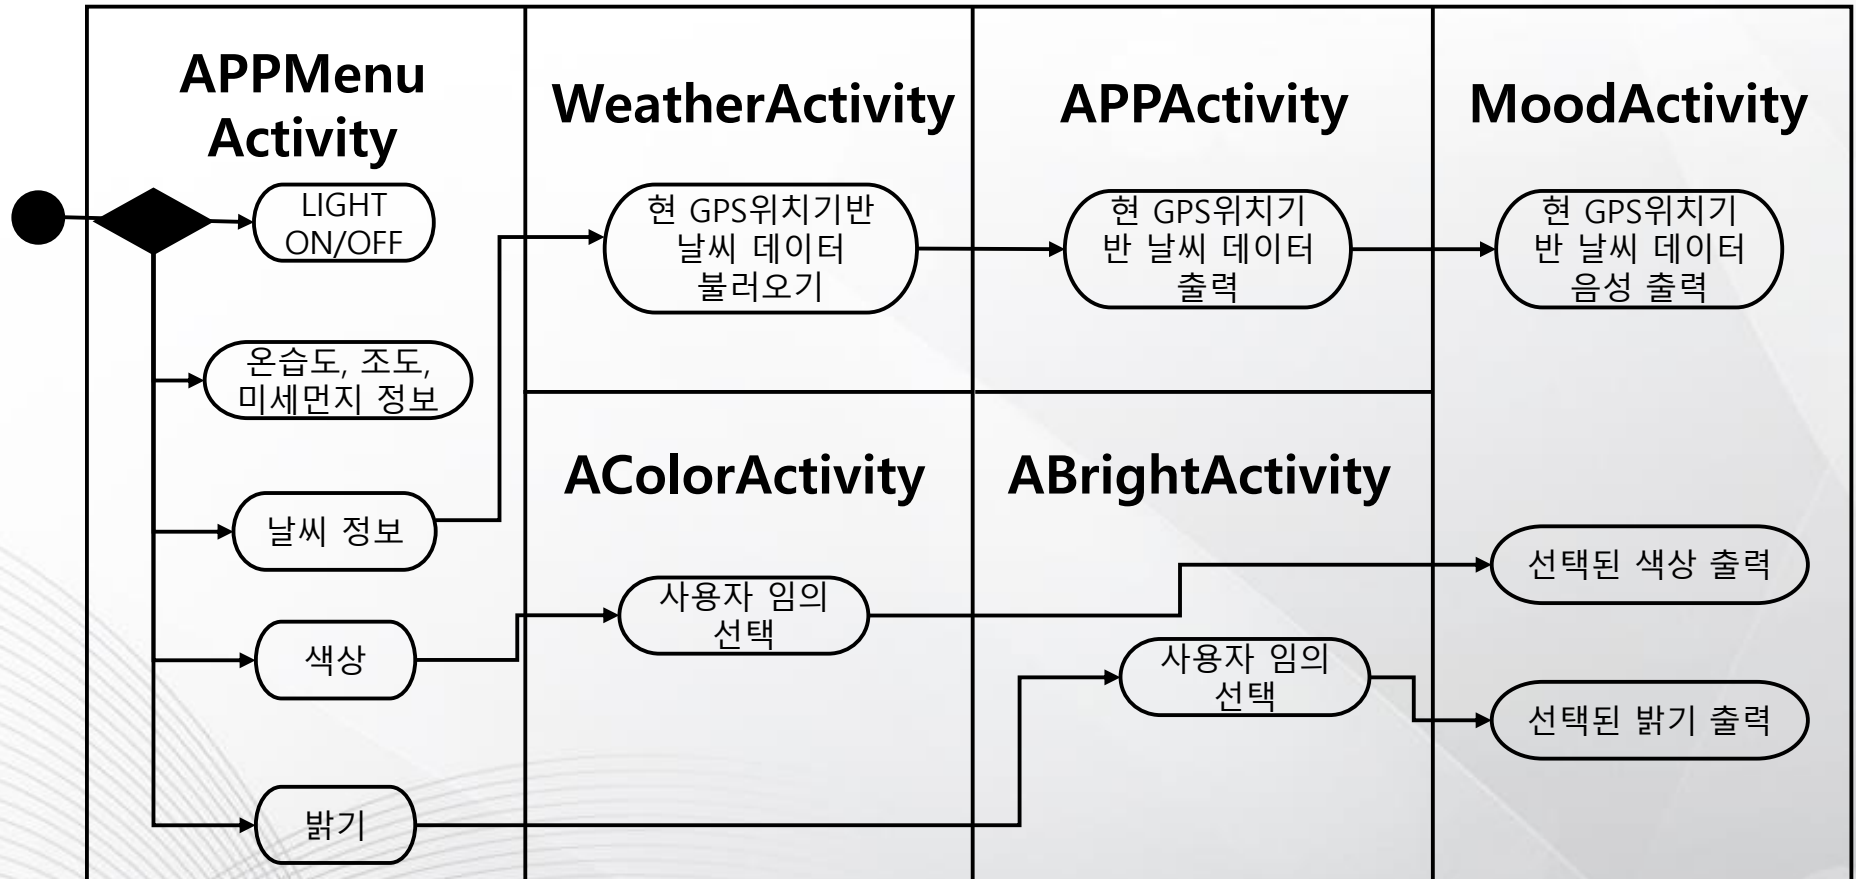 APPMenu
Activity
WeatherActivity
APPActivity
MoodActivity
LIGHT
ON/OFF
현 GPS위치기반
날씨 데이터
불러오기
현 GPS위치기
반 날씨 데이터
출력
현 GPS위치기
반 날씨 데이터
음성 출력
온습도, 조도,
미세먼지 정보
AColorActivity
ABrightActivity
날씨 정보
선택된 색상 출력
사용자 임의
선택
색상
사용자 임의
선택
선택된 밝기 출력
밝기